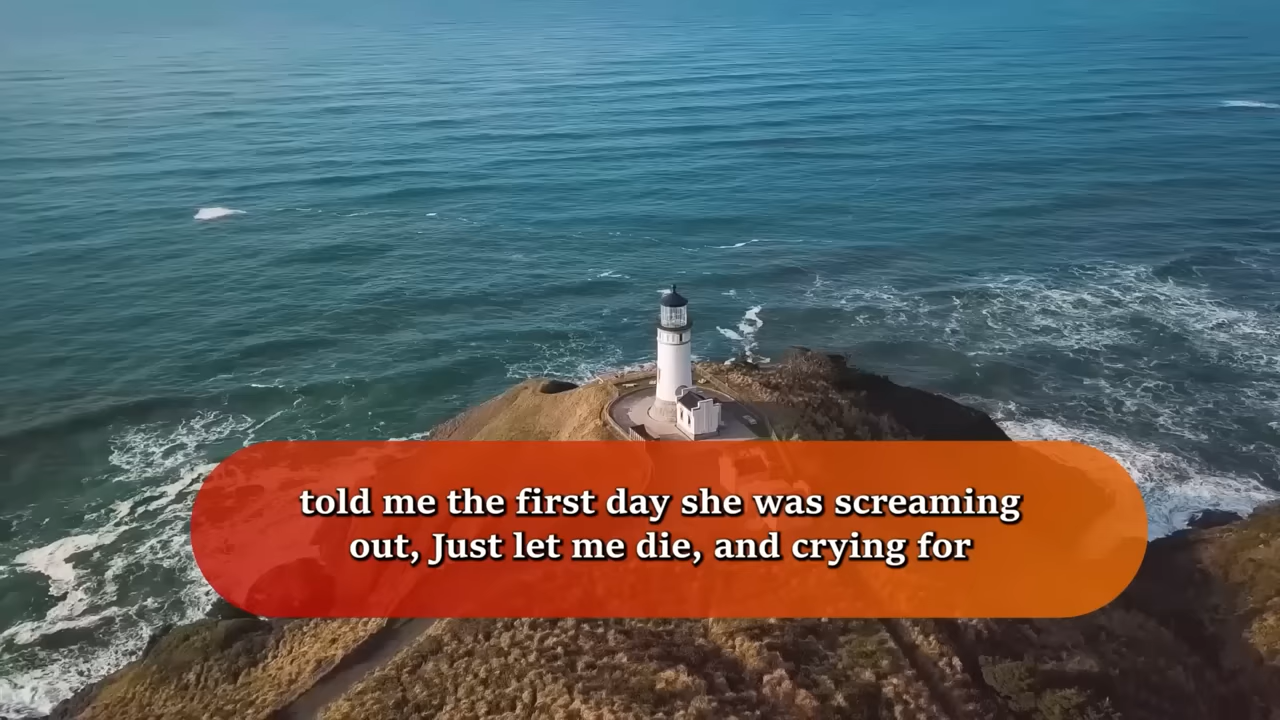 told me the first day she was screaming
out, Just let me die, and crying for